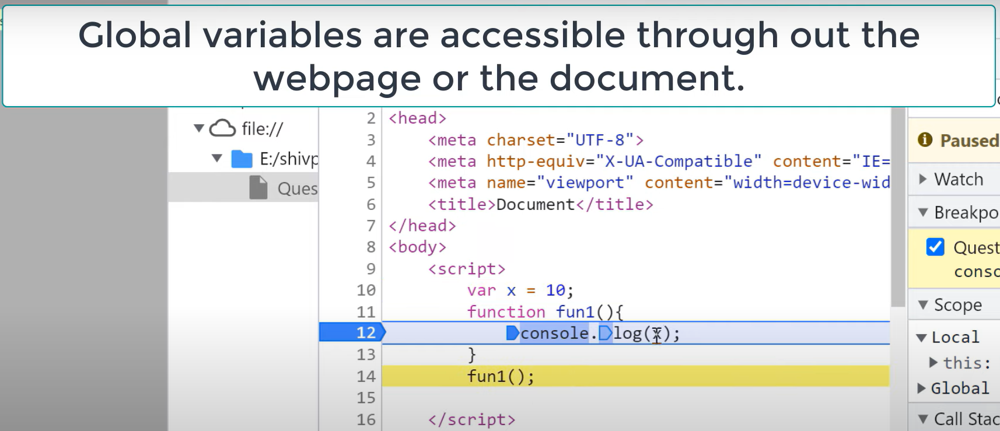 Global variables are accessible through out the
webpage or the document.
file://
E:/shivp
Ques
2 <head>
3 <meta charset="UTF-8">
4 <meta http-equiv="X-UA-Compatible" content="IE=
5 <meta name="viewport" content="width=device-wid
6 <title>Document</title>
7 </head>
8 <body>
9 <script>
10 var x = 10;
11 function fun1(){
12 console.log(x);
13 }
14 fun1();
15
16 </script>
Paused
Watch
Breakpo
Quest
conso
Scope
Local
this:
Global
Call Stac